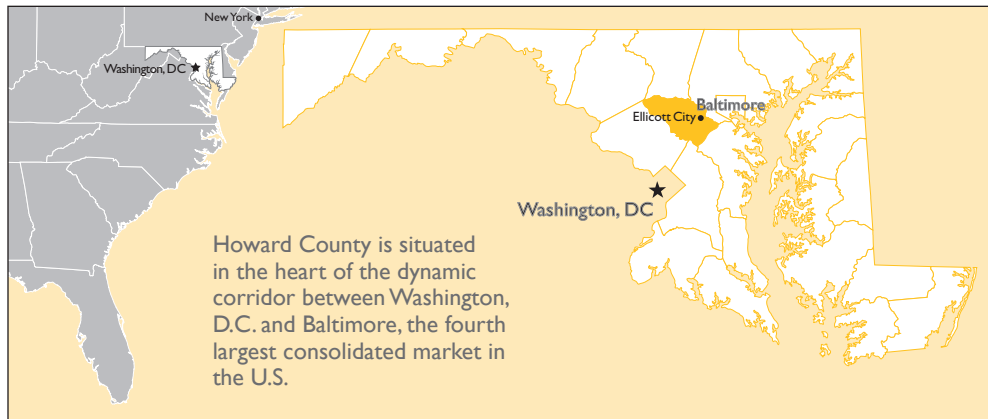 New York
Washington, DC
Baltimore
Ellicott City
Washington, DC
Howard County is situated
in the heart of the dynamic
corridor between Washington,
D.C. and Baltimore, the fourth
largest consolidated market in
the U.S.